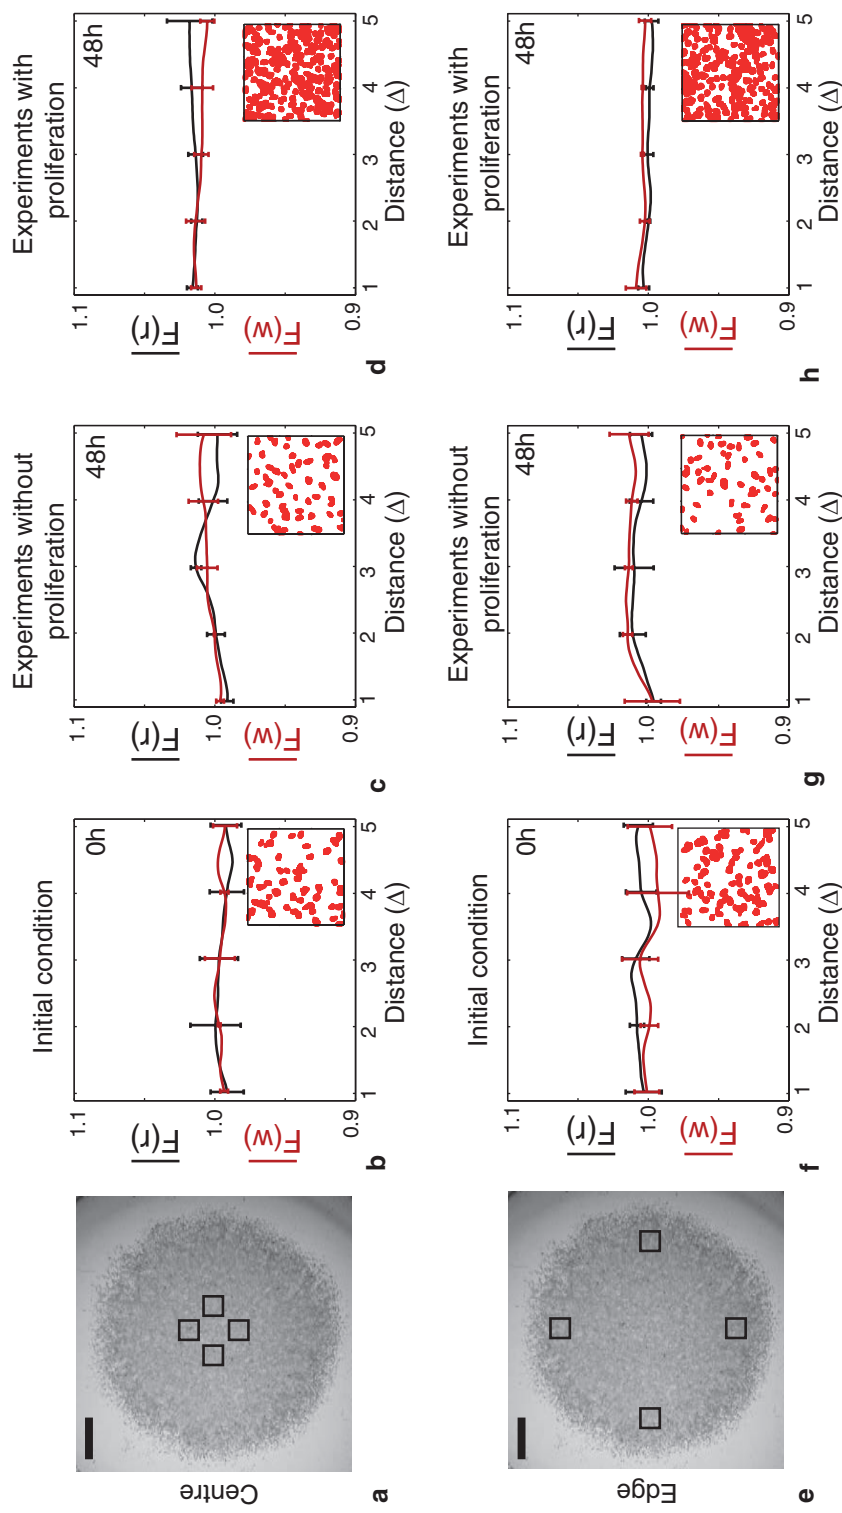 Centre
a
Initial condition
0h
1.1
1.0
0.9
F(r)
F(w)
1 2 3 4 5
Distance (Δ)
b
Experiments without
proliferation
48h
1.1
1.0
0.9
F(r)
F(w)
1 2 3 4 5
Distance (Δ)
c
Experiments with
proliferation
48h
1.1
1.0
0.9
F(r)
F(w)
1 2 3 4 5
Distance (Δ)
d
Edge
e
Initial condition
0h
1.1
1.0
0.9
F(r)
F(w)
1 2 3 4 5
Distance (Δ)
f
Experiments without
proliferation
48h
1.1
1.0
0.9
F(r)
F(w)
1 2 3 4 5
Distance (Δ)
g
Experiments with
proliferation
48h
1.1
1.0
0.9
F(r)
F(w)
1 2 3 4 5
Distance (Δ)
h